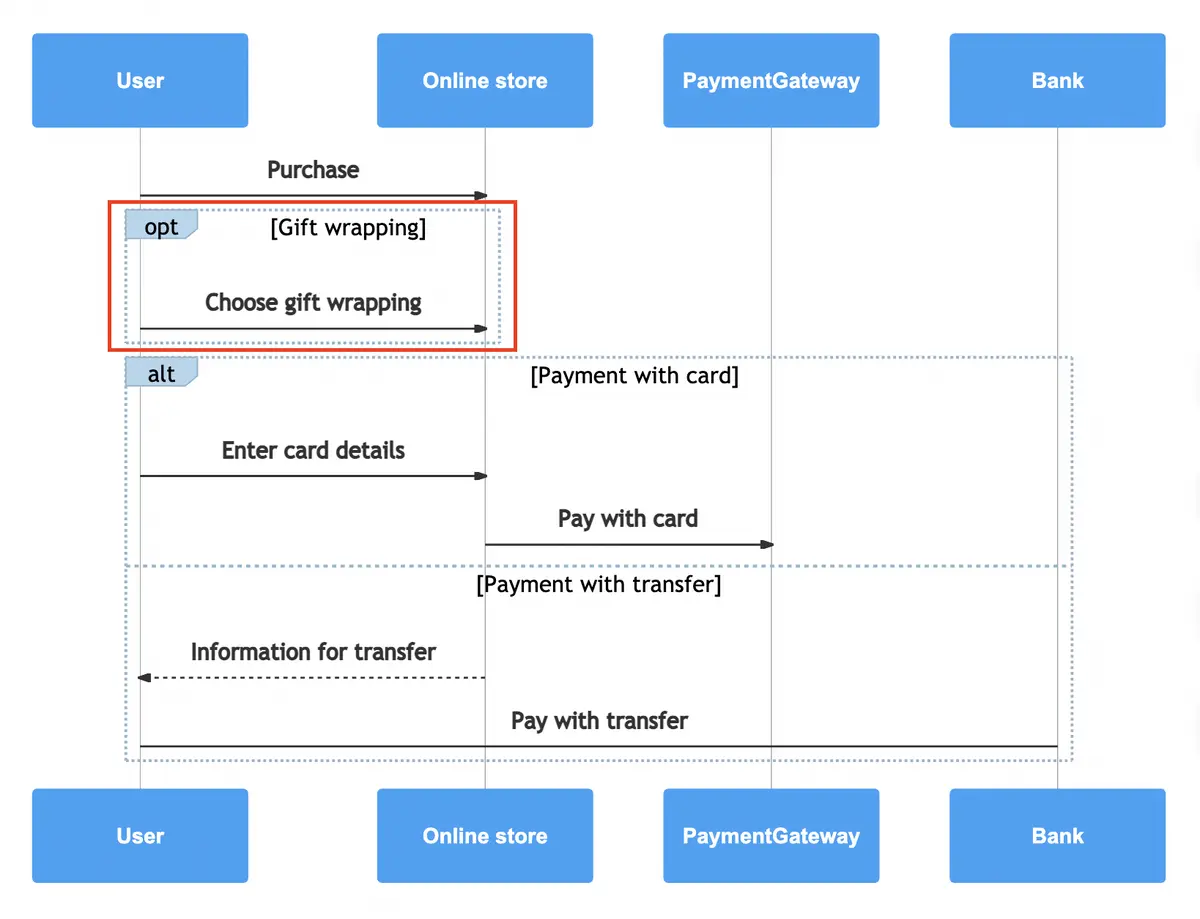 User
Online store
PaymentGateway
Bank
Purchase
opt
[Gift wrapping]
Choose gift wrapping
alt
[Payment with card]
Enter card details
Pay with card
[Payment with transfer]
Information for transfer
Pay with transfer
User
Online store
PaymentGateway
Bank